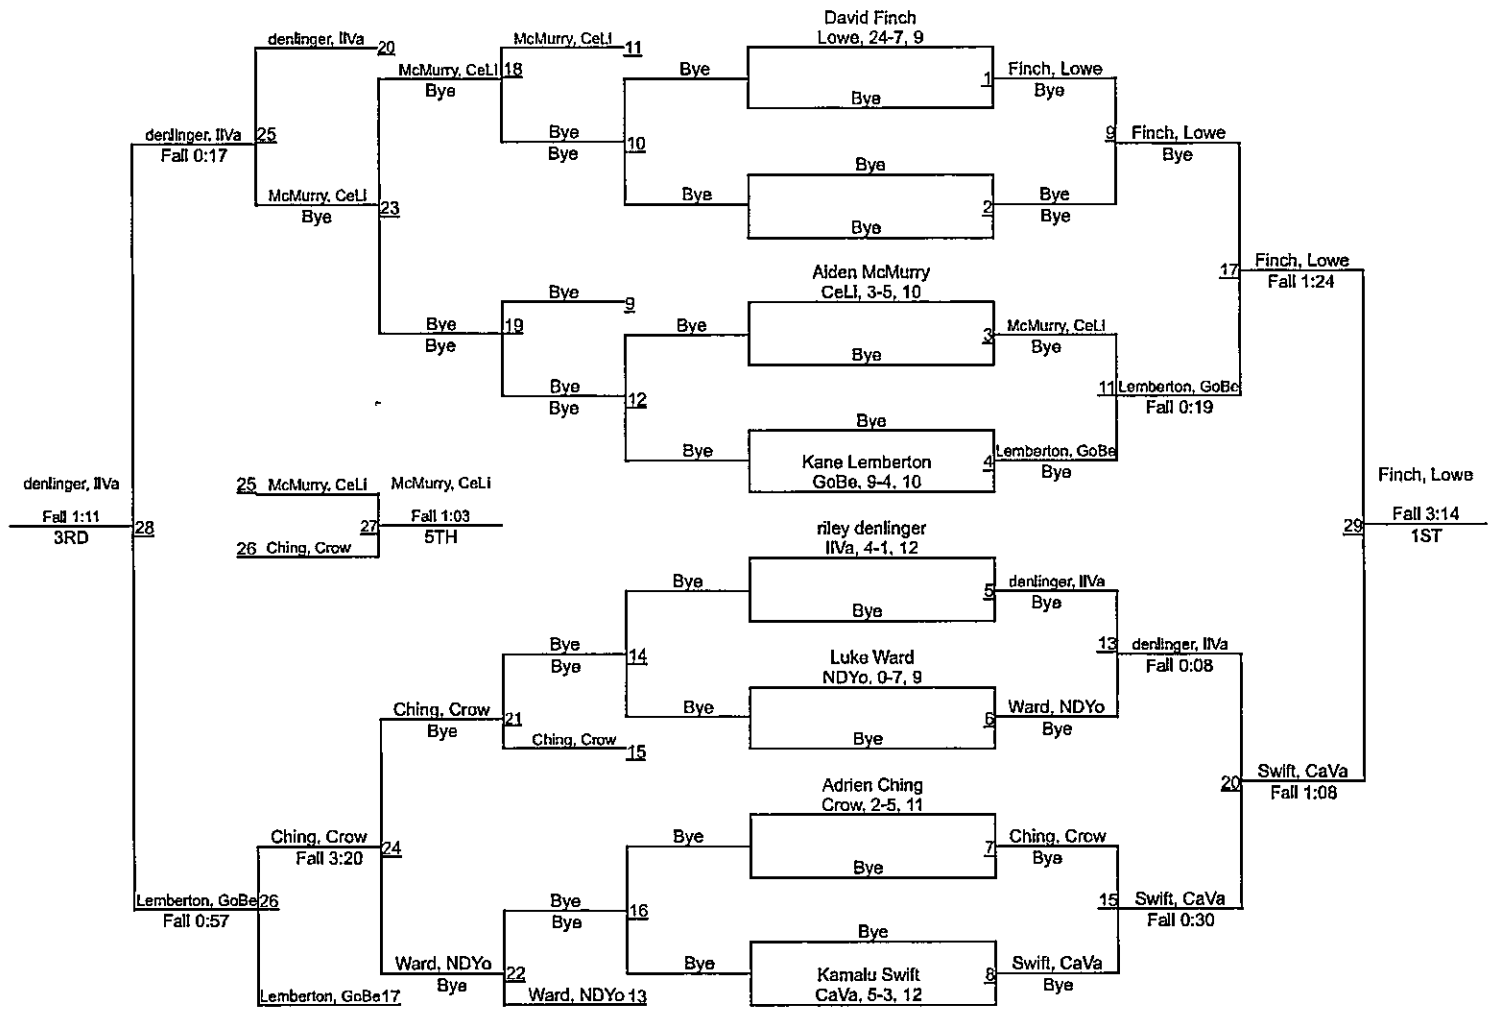 David Finch
Lowe, 24-7, 9
denlinger, IIVa
20
McMurry, CeLi
11
McMurry, CeLi
18
Bye
Bye
1
Finch, Lowe
Bye
Bye
Bye
denlinger, IIVa
25
Fall 0:17
Bye
Bye
10
9
Finch, Lowe
Bye
Bye
McMurry, CeLi
Bye
23
Bye
2
Bye
Bye
Bye
Aiden McMurry
CeLi, 3-5, 10
17
Finch, Lowe
Fall 1:24
Bye
9
Bye
Bye
19
Bye
3
McMurry, CeLi
Bye
Bye
Bye
Bye
12
11
Lemberton, GoBe
Fall 0:19
Bye
Bye
Kane Lemberton
GoBe, 9-4, 10
4
Lemberton, GoBe
Bye
denlinger, IIVa
Fall 1:11
3RD
28
25
McMurry, CeLi
26
Ching, Crow
27
McMurry, CeLi
Fall 1:03
5TH
Finch, Lowe
Fall 3:14
1ST
29
riley denlinger
IIVa, 4-1, 12
Bye
5
denlinger, IIVa
Bye
Bye
Bye
Bye
14
Luke Ward
NDYo, 0-7, 9
13
denlinger, IIVa
Fall 0:08
Ching, Crow
Bye
21
Bye
6
Ward, NDYo
Bye
Bye
Ching, Crow
15
20
Swift, CaVa
Fall 1:08
Adrien Ching
Crow, 2-5, 11
Ching, Crow
Fall 3:20
24
Bye
7
Ching, Crow
Bye
Bye
Lemberton, GoBe
26
Fall 0:57
Bye
Bye
16
15
Swift, CaVa
Fall 0:30
Bye
Ward, NDYo
Bye
22
Bye
Kamalu Swift
CaVa, 5-3, 12
8
Swift, CaVa
Bye
Lemberton, GoBe
17
Ward, NDYo
13